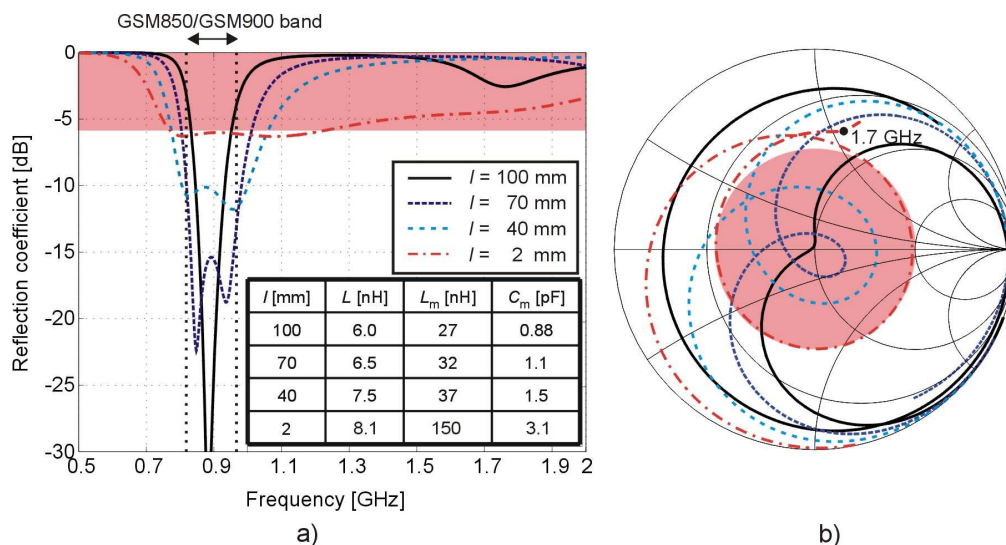 GSM850/GSM900 band
0
-5
-10
-15
-20
-25
-30
Reflection coefficient [dB]
0.5 0.7 0.9 1.1 1.3 1.5 1.7 1.9 2
Frequency [GHz]
l = 100 mm
l = 70 mm
l = 40 mm
l = 2 mm
l [mm] L [nH] Lm [nH] Cm [pF]
100 6.0 27 0.88
70 6.5 32 1.1
40 7.5 37 1.5
2 8.1 150 3.1
a)
1.7 GHz
b)